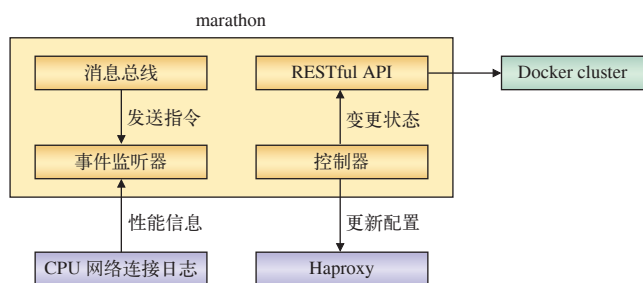 marathon
消息总线
RESTful API
Docker cluster
发送指令
变更状态
事件监听器
控制器
性能信息
更新配置
CPU 网络连接日志
Haproxy